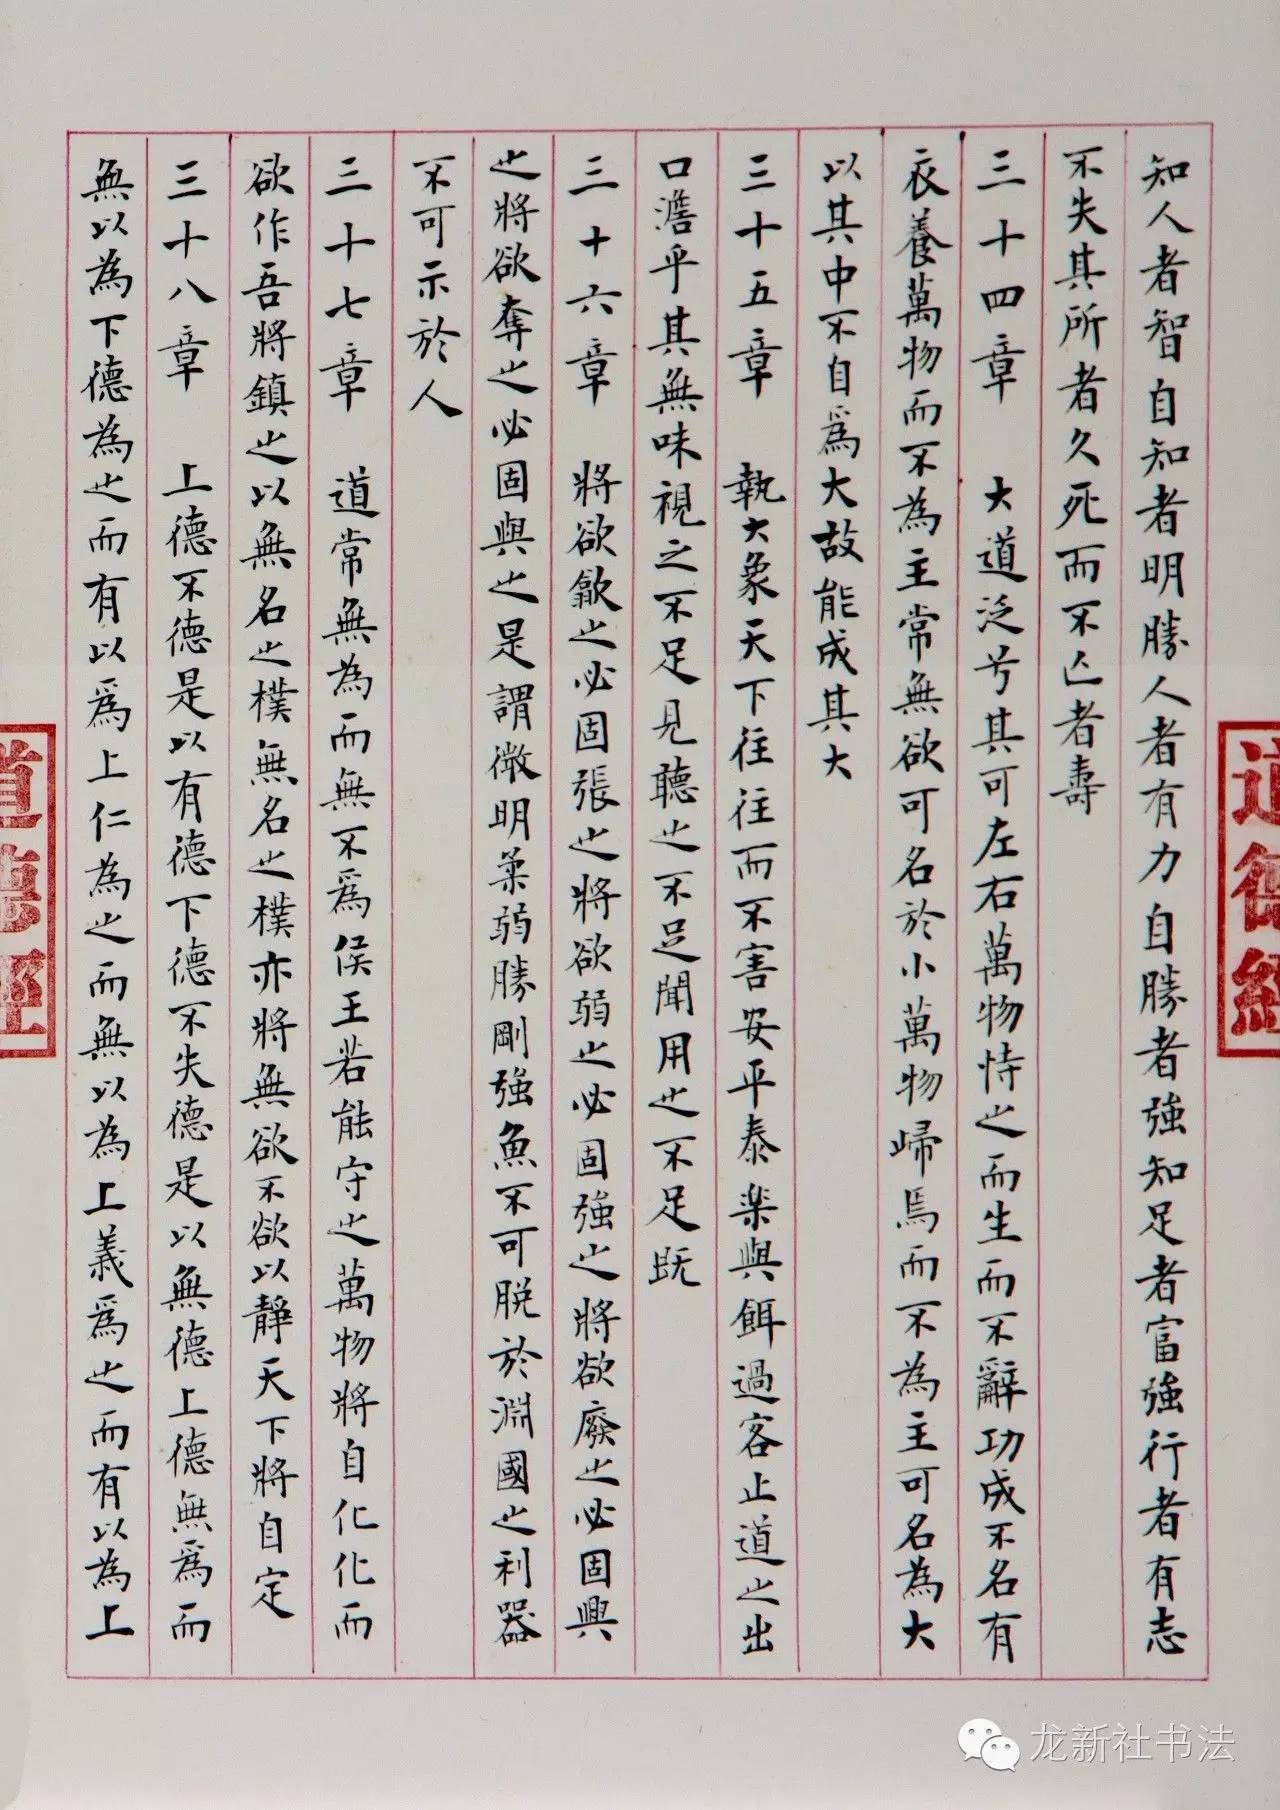 知人者智自知者明勝人者有力自勝者強知足者富強行者有志
不失其所者久死而不亡者壽
三十四章 大道泛兮其可左右萬物恃之而生而不辭功成不名有
衣養萬物而不為主常無欲可名於小萬物歸焉而不為主可名為大
以其中不自為大故能成其大
三十五章 執大象天下往往而不害安平泰樂與餌過客止道之出
口澹乎其無味視之不足見聽之不足聞用之不足既
三十六章 將欲歙之必固張之將欲弱之必固強之將欲廢之必固興
之將欲奪之必固與之是謂微明柔弱勝剛強魚不可脱於淵國之利器
不可示於人
三十七章 道常無為而無不為侯王若能守之萬物將自化化而
欲作吾將鎮之以無名之樸無名之樸亦將無欲不欲以靜天下將自定
三十八章 上德不德是以有德下德不失德是以無德上德無為而
無以為下德為之而有以為上仁為之而無以為上義為之而有以為上
道德經
道德經
龙新社书法